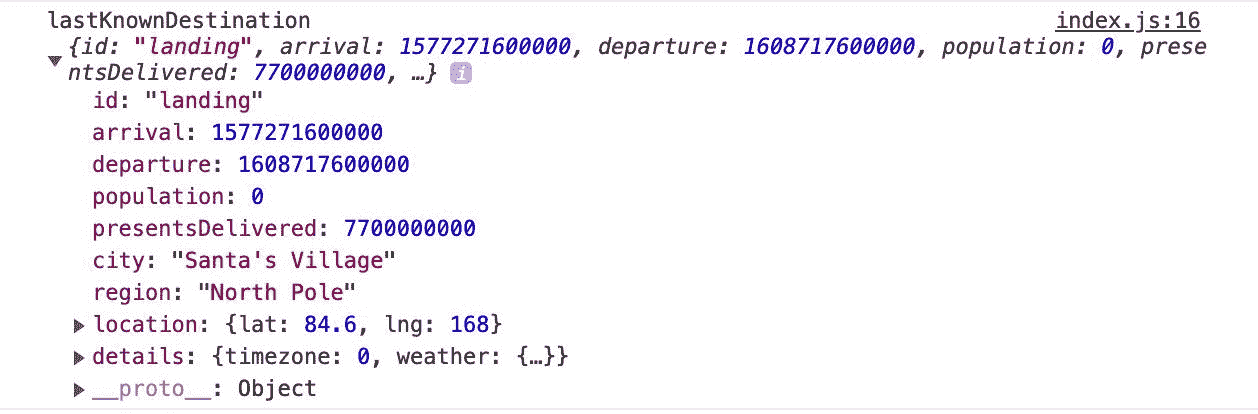 lastKnownDestination index.js:16
{id: "landing", arrival: 1577271600000, departure: 1608717600000, population: 0, prese
ntsDelivered: 7700000000, …} i
id: "landing"
arrival: 1577271600000
departure: 1608717600000
population: 0
presentsDelivered: 7700000000
city: "Santa's Village"
region: "North Pole"
location: {lat: 84.6, lng: 168}
details: {timezone: 0, weather: {…}}
__proto__: Object